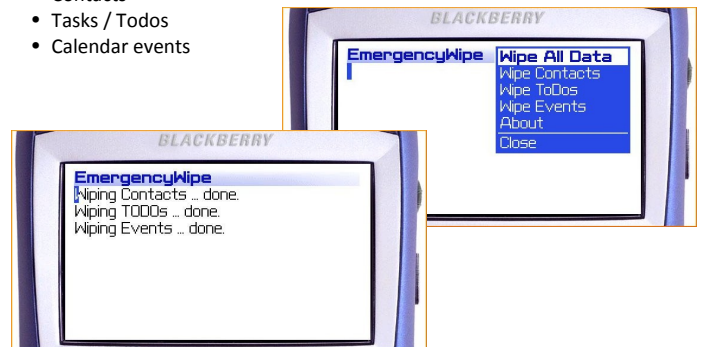 Contacts
• Tasks / Todos
• Calendar events
BLACKBERRY
EmergencyWipe
Wipe All Data
Wipe Contacts
Wipe ToDos
Wipe Events
About
Close
BLACKBERRY
EmergencyWipe
Wiping Contacts ... done.
Wiping TODOs ... done.
Wiping Events ... done.